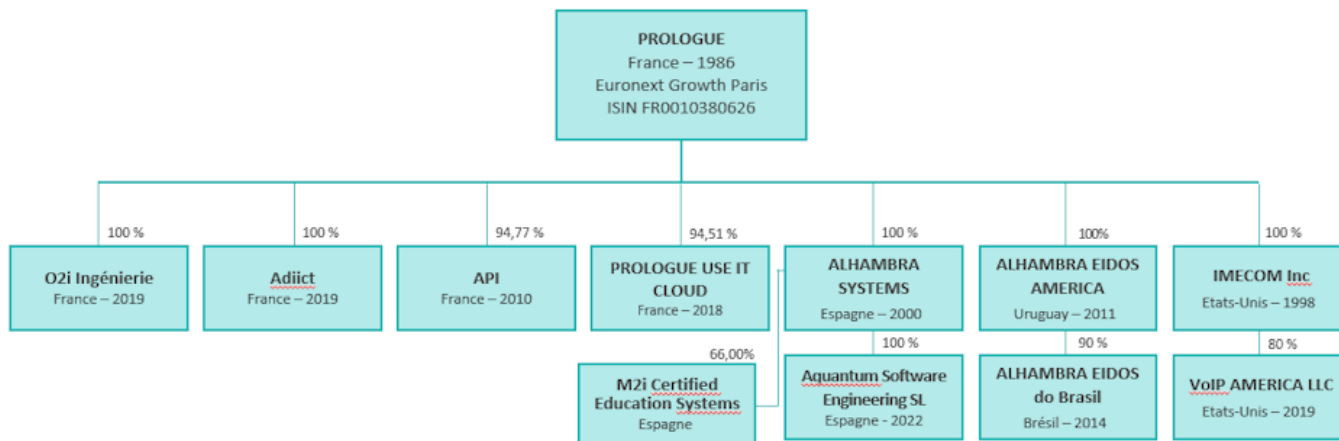 PROLOGUE
France – 1986
Euronext Growth Paris
ISIN FR0010380626
100 %
O2i Ingénierie
France – 2019
100 %
Adiict
France – 2019
94,77 %
API
France – 2010
94,51 %
PROLOGUE USE IT
CLOUD
France – 2018
100 %
ALHAMBRA
SYSTEMS
Espagne – 2000
100%
ALHAMBRA EIDOS
AMERICA
Uruguay – 2011
100 %
IMECOM Inc
Etats-Unis – 1998
66,00%
M2i Certified
Education Systems
Espagne
100 %
Aquantum Software
Engineering SL
Espagne - 2022
90 %
ALHAMBRA EIDOS
do Brasil
Brésil – 2014
80 %
VoIP AMERICA LLC
Etats-Unis – 2019